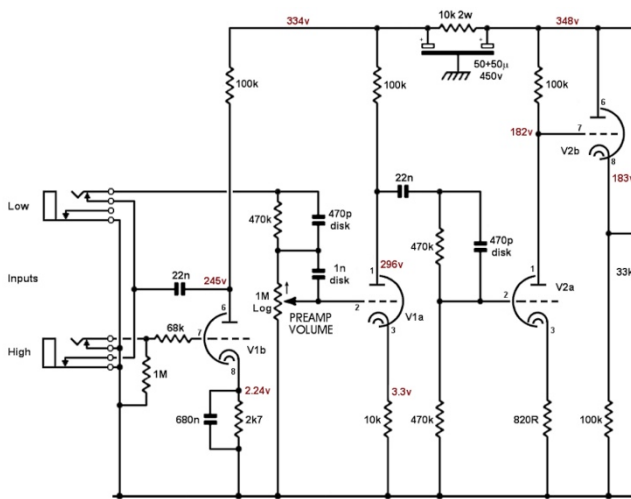 334v
10k 2w
348v
+
+
50+50µ
450v
100k
100k
100k
6
7
182v
V2b
8
183v
22n
Low
470k
470p
disk
470k
470p
disk
33k
22n
245v
1n
disk
296v
Inputs
1M
Log
1
1
2
V1a
2
V2a
PREAMP
VOLUME
6
3
3
High
68k
7
V1b
8
1M
2.24v
3.3v
680n
2k7
10k
470k
820R
100k